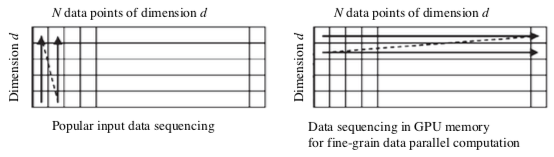 N data points of dimension d
Dimension d
Popular input data sequencing
N data points of dimension d
Dimension d
Data sequencing in GPU memory
for fine-grain data parallel computation